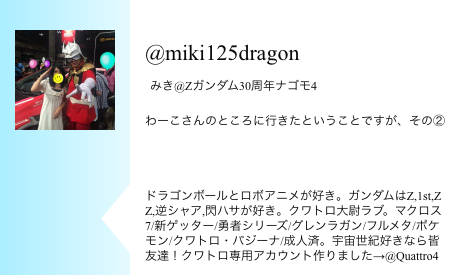 @miki125dragon
みき@Zガンダム30周年ナゴモ4
わーこさんのところに行きたということですが、その②
ドラゴンボールとロボアニメが好き。ガンダムはZ,1st,Z
Z,逆シャア,閃ハサが好き。クワトロ大尉ラブ。マクロス
7/新ゲッター/勇者シリーズ/グレンラガン/フルメタ/ポケ
モン/クワトロ・バジーナ/成人済。宇宙世紀好きなら皆
友達！クワトロ専用アカウント作りました→@Quattro4